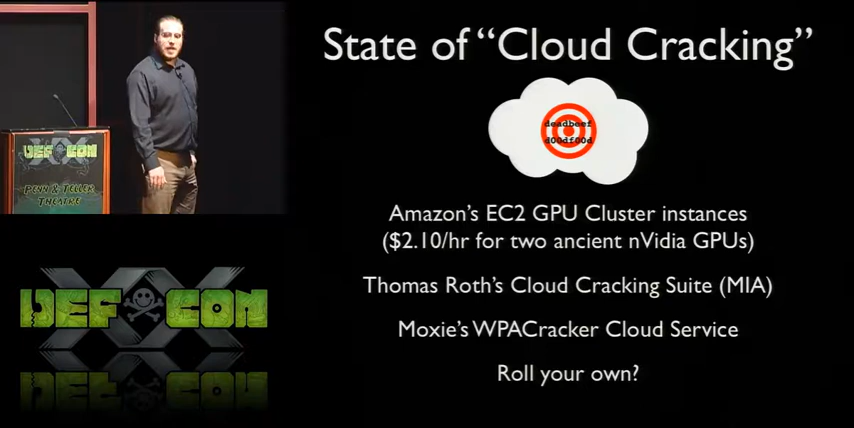 State of “Cloud Cracking”
deadbeef
d00df00d
Amazon's EC2 GPU Cluster instances
($2.10/hr for two ancient nVidia GPUs)
Thomas Roth's Cloud Cracking Suite (MIA)
Moxie's WPACracker Cloud Service
Roll your own?
DEF CON
PENN & TELLER
THEATRE
XX
DEF CON